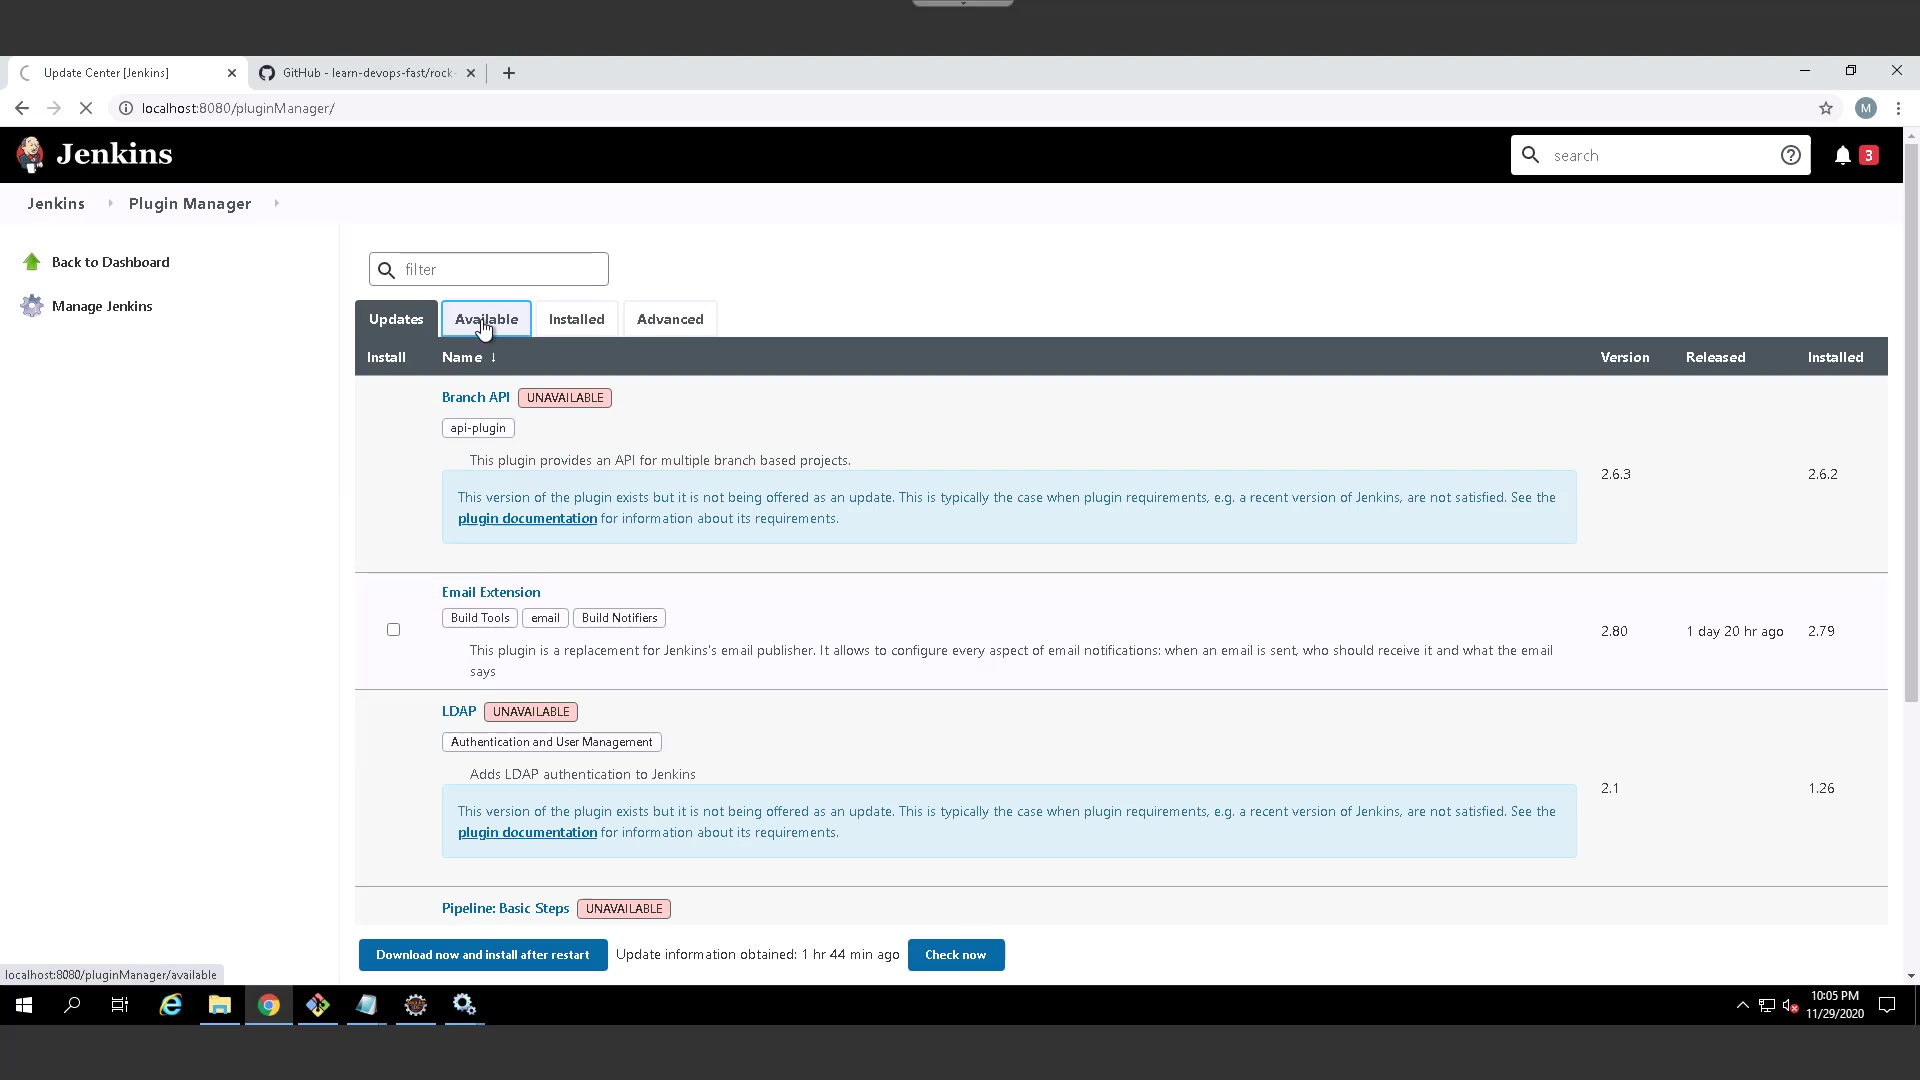 Update Center [Jenkins]
GitHub - learn-devops-fast/rock-
localhost:8080/pluginManager/
M
Jenkins
search
3
Jenkins
Plugin Manager
Back to Dashboard
Manage Jenkins
filter
Updates
Available
Installed
Advanced
Install
Name ↓
Version
Released
Installed
Branch API UNAVAILABLE
api-plugin
This plugin provides an API for multiple branch based projects.
This version of the plugin exists but it is not being offered as an update. This is typically the case when plugin requirements, e.g. a recent version of Jenkins, are not satisfied. See the
plugin documentation for information about its requirements.
2.6.3
2.6.2
Email Extension
Build Tools email Build Notifiers
This plugin is a replacement for Jenkins's email publisher. It allows to configure every aspect of email notifications: when an email is sent, who should receive it and what the email
says
2.80
1 day 20 hr ago
2.79
LDAP UNAVAILABLE
Authentication and User Management
Adds LDAP authentication to Jenkins
This version of the plugin exists but it is not being offered as an update. This is typically the case when plugin requirements, e.g. a recent version of Jenkins, are not satisfied. See the
plugin documentation for information about its requirements.
2.1
1.26
Pipeline: Basic Steps UNAVAILABLE
Download now and install after restart
Update information obtained: 1 hr 44 min ago
Check now
localhost:8080/pluginManager/available
10:05 PM
11/29/2020